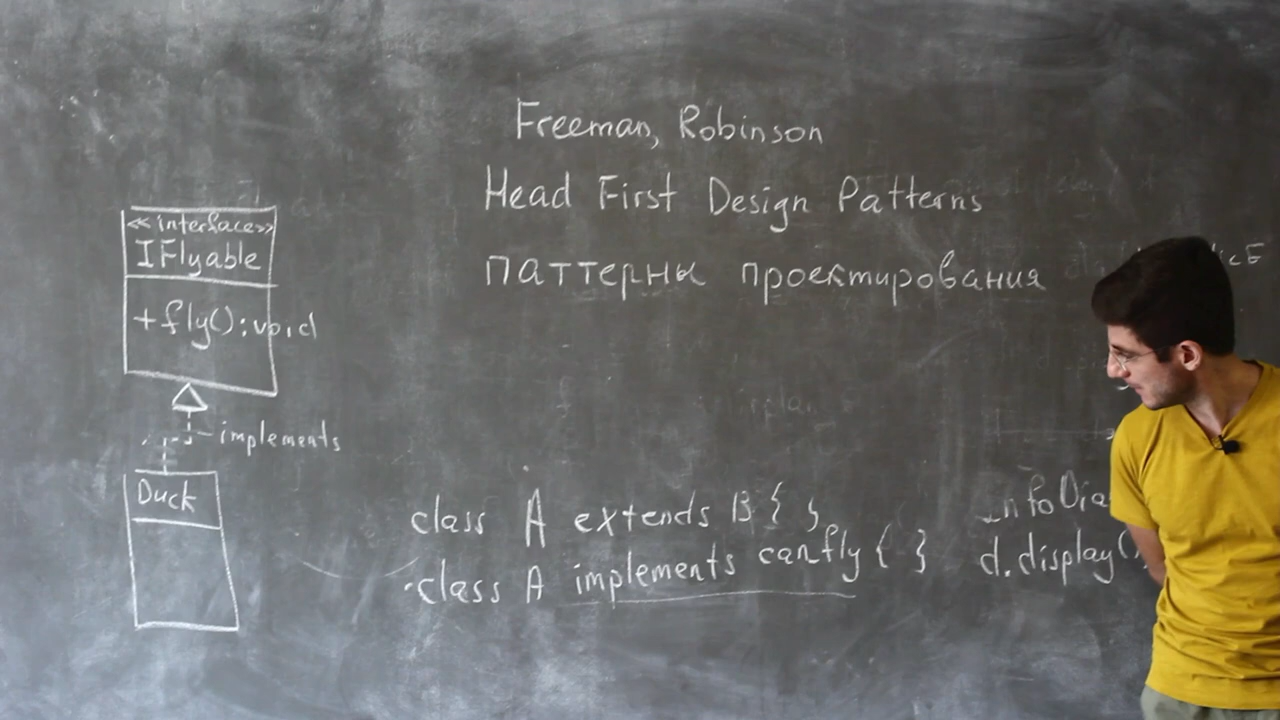 Freeman, Robinson
Head First Design Patterns
паттерны проектирования
<<interface>>
IFlyable
+fly():void
implements
Duck
class A extends B { }
class A implements canfly { }
d.display()